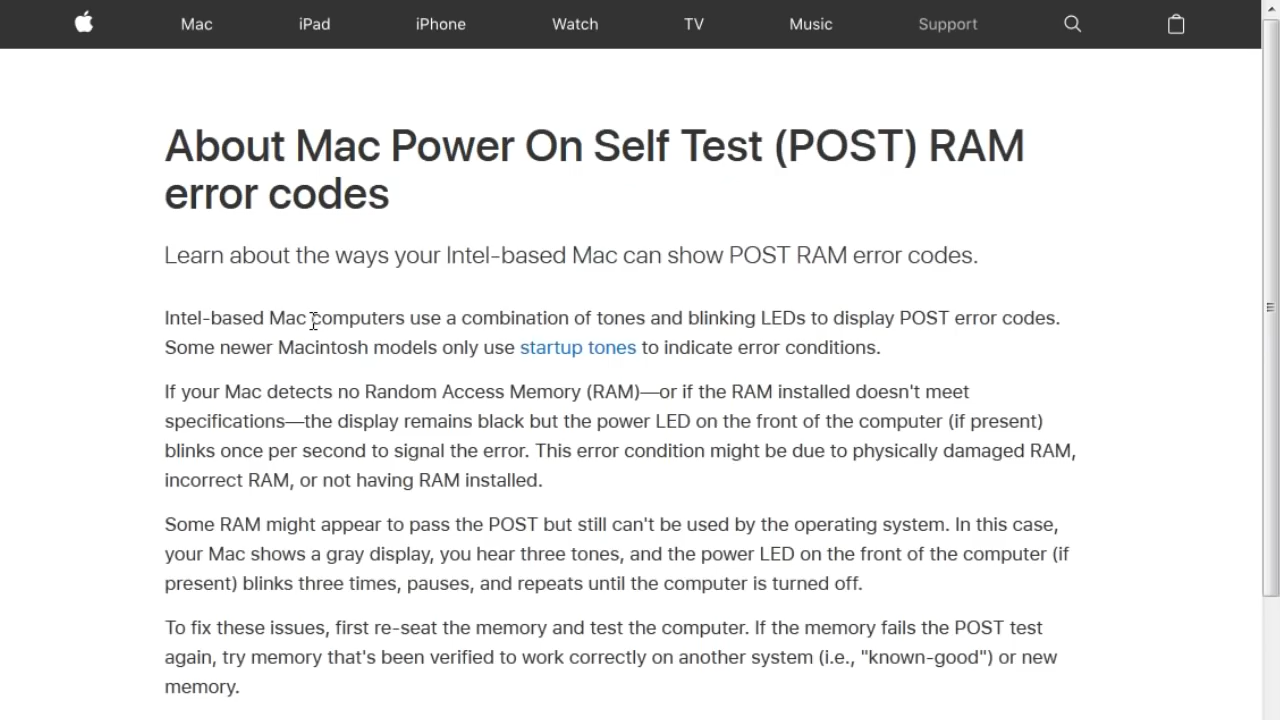 Mac iPad iPhone Watch TV Music Support
About Mac Power On Self Test (POST) RAM
error codes
Learn about the ways your Intel-based Mac can show POST RAM error codes.
Intel-based Mac computers use a combination of tones and blinking LEDs to display POST error codes.
Some newer Macintosh models only use startup tones to indicate error conditions.
If your Mac detects no Random Access Memory (RAM)—or if the RAM installed doesn't meet
specifications—the display remains black but the power LED on the front of the computer (if present)
blinks once per second to signal the error. This error condition might be due to physically damaged RAM,
incorrect RAM, or not having RAM installed.
Some RAM might appear to pass the POST but still can't be used by the operating system. In this case,
your Mac shows a gray display, you hear three tones, and the power LED on the front of the computer (if
present) blinks three times, pauses, and repeats until the computer is turned off.
To fix these issues, first re-seat the memory and test the computer. If the memory fails the POST test
again, try memory that's been verified to work correctly on another system (i.e., "known-good") or new
memory.